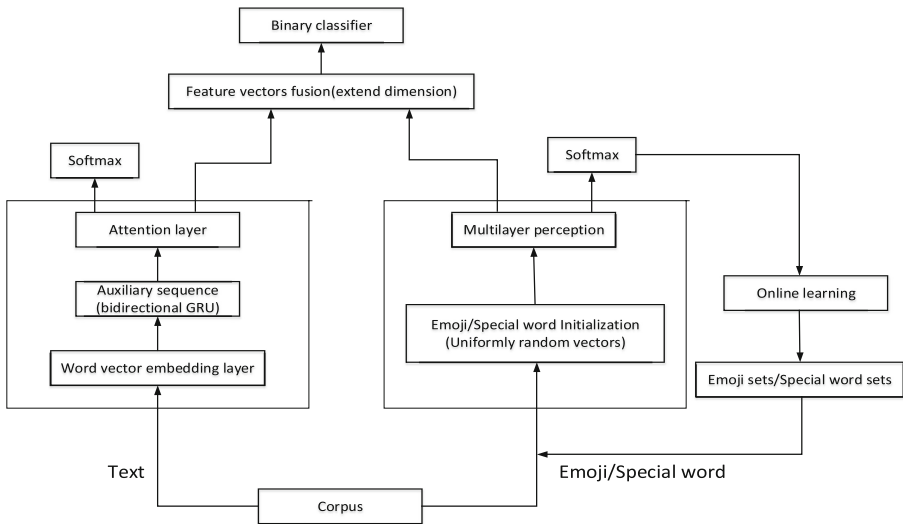 Binary classifier
Feature vectors fusion(extend dimension)
Softmax
Softmax
Attention layer
Multilayer perception
Auxiliary sequence
(bidirectional GRU)
Online learning
Emoji/Special word Initialization
(Uniformly random vectors)
Word vector embedding layer
Emoji sets/Special word sets
Text
Emoji/Special word
Corpus